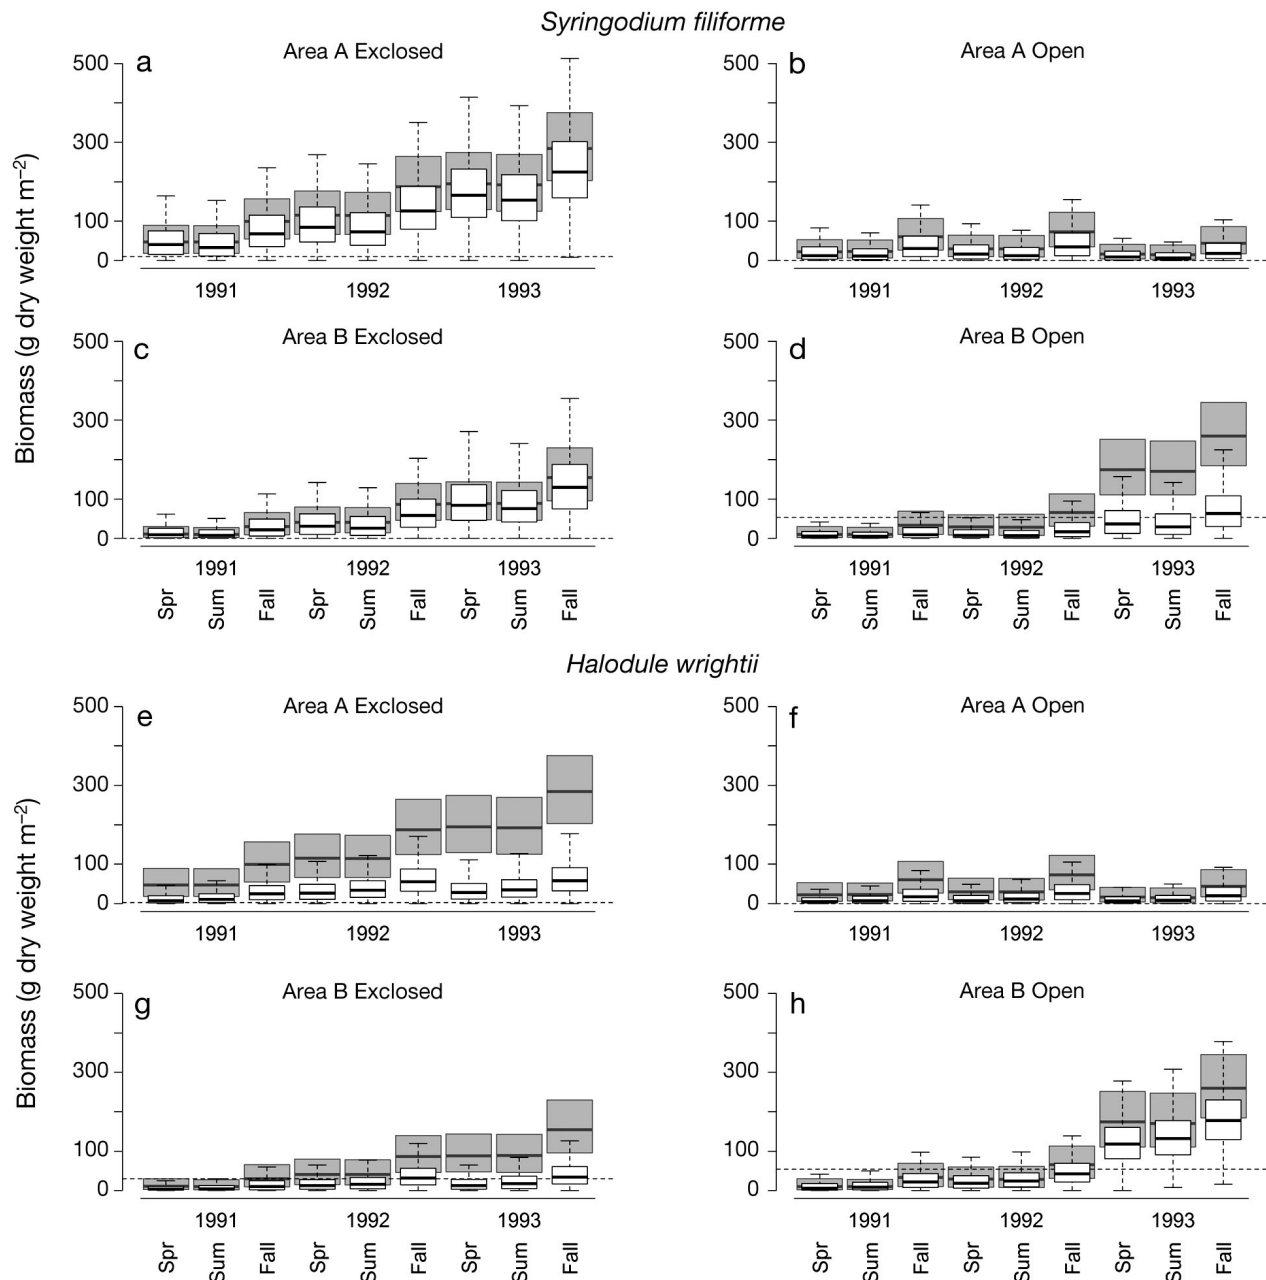 Syringodium filiforme
a Area A Exclosed
500
300
100
0
1991 1992 1993
b Area A Open
500
300
100
0
1991 1992 1993
Biomass (g dry weight m–2)
c Area B Exclosed
500
300
100
0
1991 1992 1993
Spr Sum Fall Spr Sum Fall Spr Sum Fall
d Area B Open
500
300
100
0
1991 1992 1993
Spr Sum Fall Spr Sum Fall Spr Sum Fall
Halodule wrightii
e Area A Exclosed
500
300
100
0
1991 1992 1993
f Area A Open
500
300
100
0
1991 1992 1993
Biomass (g dry weight m–2)
g Area B Exclosed
500
300
100
0
1991 1992 1993
Spr Sum Fall Spr Sum Fall Spr Sum Fall
h Area B Open
500
300
100
0
1991 1992 1993
Spr Sum Fall Spr Sum Fall Spr Sum Fall